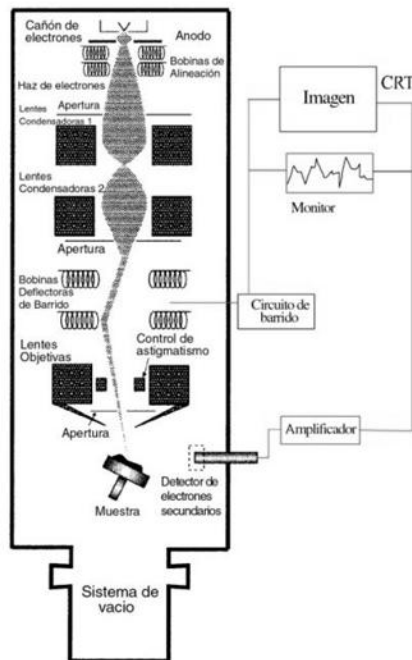 Cañón de
electrones
Anodo
Bobinas de
Alineación
Haz de electrones
Apertura
Lentes
Condensadoras 1
Lentes
Condensadoras 2
Apertura
Bobinas
Deflectoras
de Barrido
Lentes
Objetivas
Control de
astigmatismo
Apertura
Muestra
Detector de
electrones
secundarios
Sistema de
vacio
Imagen
CRT
Monitor
Circuito de
barrido
Amplificador